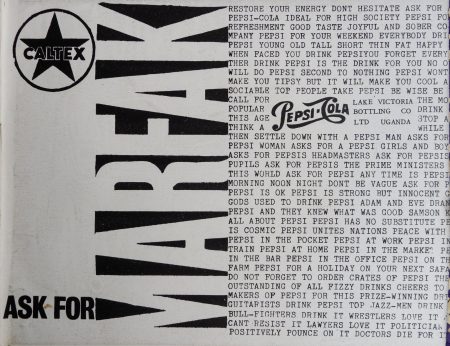 CALTEX
ASK FOR
MARFAK
RESTORE YOUR ENERGY DONT HESITATE ASK FOR
PEPSI-COLA IDEAL FOR HIGH SOCIETY PEPSI FO
REFRESHMENT GOOD TASTE JOYFUL AND SOBER CO
MPANY PEPSI FOR YOUR WEEKEND EVERYBODY DRI
PEPSI YOUNG OLD TALL SHORT THIN FAT HAPPY
WHEN FACED YOU DRINK PEPSIYOU FORGET EVERY
THER DRINK PEPSI IS THE DRINK FOR YOU NO O
WILL DO PEPSI SECOND TO NOTHING PEPSI WONT
MAKE YOU TIPSY BUT IT WILL MAKE YOU COOL A
SOCIABLE TOP PEOPLE TAKE PEPSI BE WISE BE
CALL FOR
POPULAR
THIS AGE
THINK A
PEPSI-COLA
LAKE VICTORIA
BOTTLING CO
LTD UGANDA
THE MO
DRINK
STOP A
WHILE
THEN SETTLE DOWN WITH A PEPSI MAN ASKS FOR
PEPSI WOMAN ASKS FOR A PEPSI GIRLS AND BOY
ASKS FOR PEPSIS HEADMASTERS ASK FOR PEPSIS
PUPILS ASK FOR PEPSIS THE PRIME MINISTERS
THIS WORLD ASK FOR PEPSI ANY TIME IS PEPSI
MORNING NOON NIGHT DONT BE VAGUE ASK FOR P
PEPSI IS OK PEPSI IS STRONG BUT INNOCENT G
GODS USED TO DRINK PEPSI ADAM AND EVE DRAN
PEPSI AND THEY KNEW WHAT WAS GOOD SAMSON K
ALL ABOUT PEPSI PEPSI HAS NO SUBSTITUTE PE
IS COSMIC PEPSI UNITES NATIONS PEACE WITH
PEPSI IN THE POCKET PEPSI AT WORK PEPSI IN
TRAIN PEPSI AT HOME PEPSI IN THE MARKET PE
IN THE BAR PEPSI IN THE OFFICE PEPSI ON TH
FARM PEPSI FOR A HOLIDAY ON YOUR NEXT SAFA
DO NOT FORGET TO ORDER CRATES OF PEPSI THE
OUTSTANDING OF ALL FIZZY DRINKS CHEERS TO
MAKERS OF PEPSI FOR THIS PRIZE-WINNING DRI
GUITARISTS DRINK PEPSI TOP JAZZ-MEN DRINK
BULL-FIGHTERS DRINK IT WRESTLERS LOVE IT A
CANT RESIST IT LAWYERS LOVE IT POLITICIAN
POSITIVELY POUNCE ON IT DOCTORS DIE FOR IT